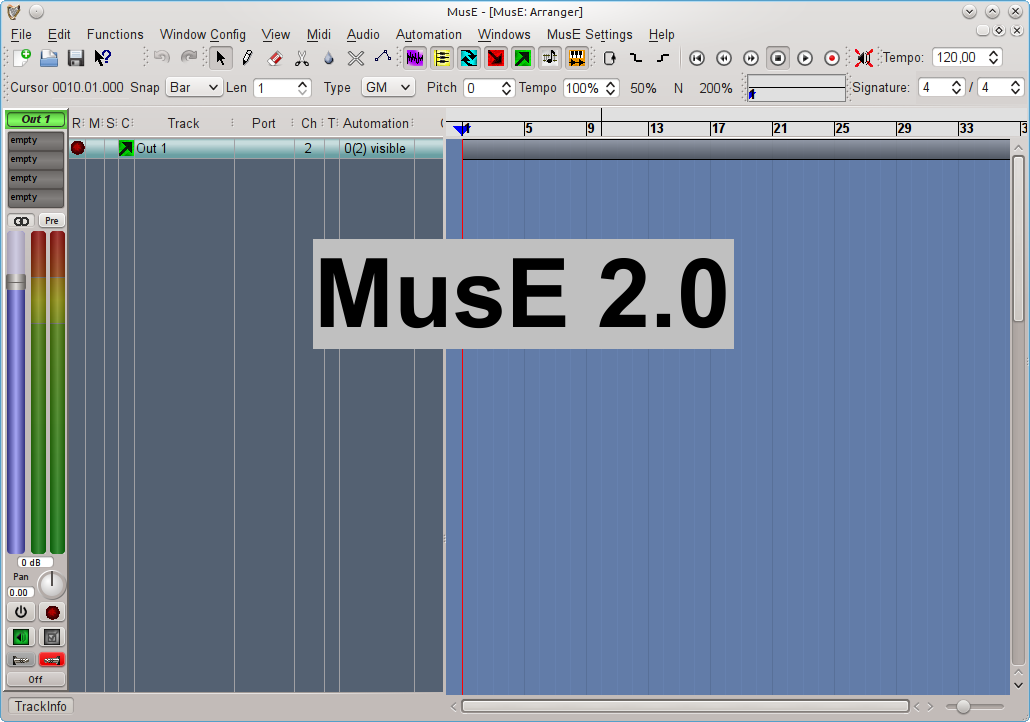 MusE - [MusE: Arranger]
File Edit Functions Window Config View Midi Audio Automation Windows MusE Settings Help
Tempo: 120,00
Cursor 0010.01.000 Snap Bar Len 1 Type GM Pitch 0 Tempo 100% 50% N 200% Signature: 4 / 4
Out 1
R M S C Track Port Ch T Automation
5 9 13 17 21 25 29 33
empty
Out 1 2 0(2) visible
empty
empty
empty
Pre
MusE 2.0
0 dB
Pan
0.00
Off
TrackInfo